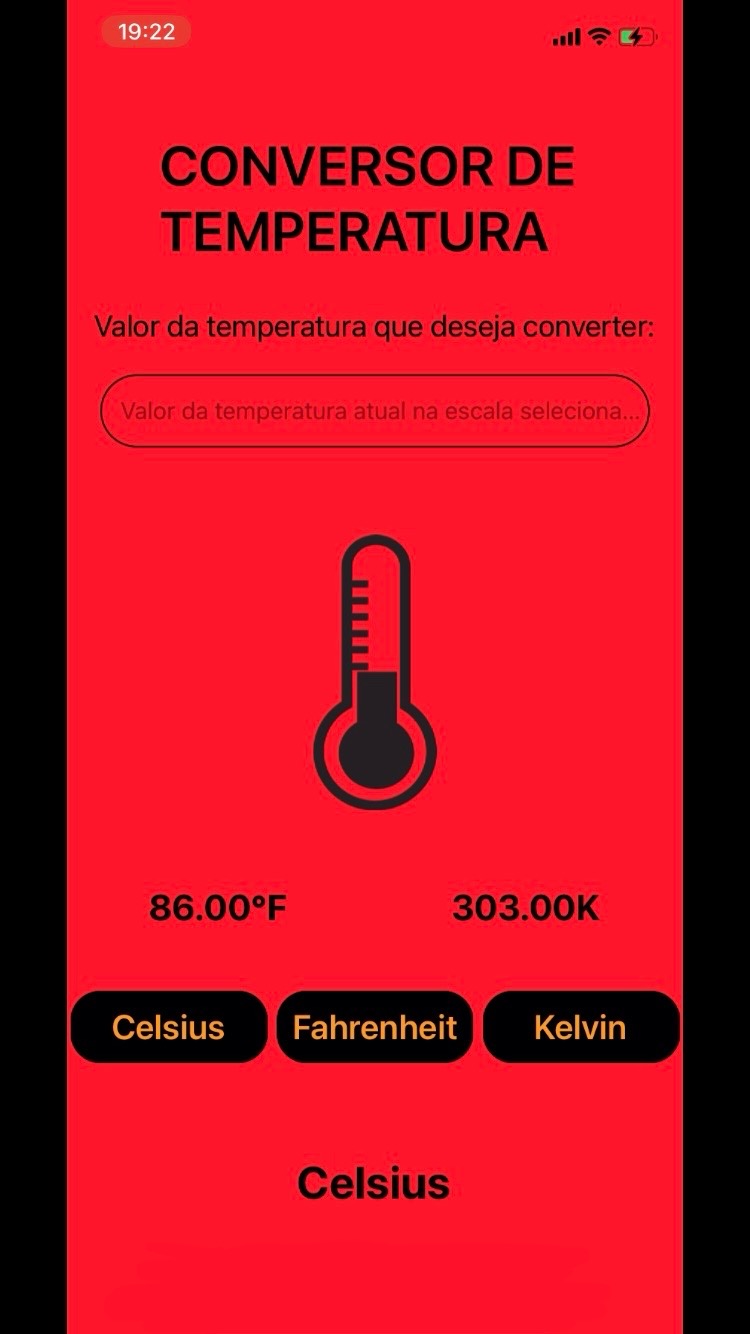 19:22
CONVERSOR DE
TEMPERATURA
Valor da temperatura que deseja converter:
Valor da temperatura atual na escala seleciona...
86.00°F 303.00K
Celsius Fahrenheit Kelvin
Celsius